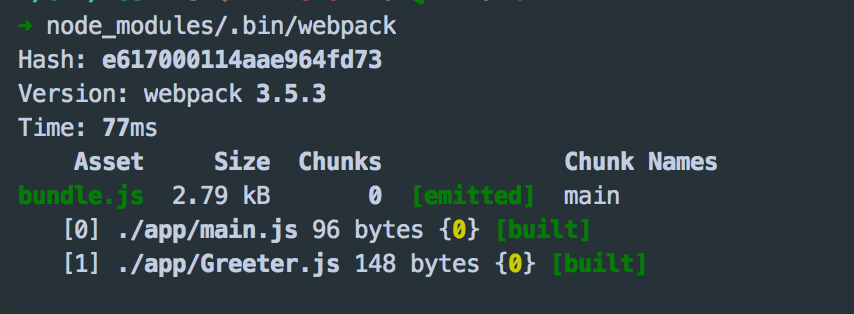 → node_modules/.bin/webpack
Hash: e617000114aae964fd73
Version: webpack 3.5.3
Time: 77ms
    Asset     Size  Chunks             Chunk Names
bundle.js  2.79 kB       0  [emitted]  main
   [0] ./app/main.js 96 bytes {0} [built]
   [1] ./app/Greeter.js 148 bytes {0} [built]